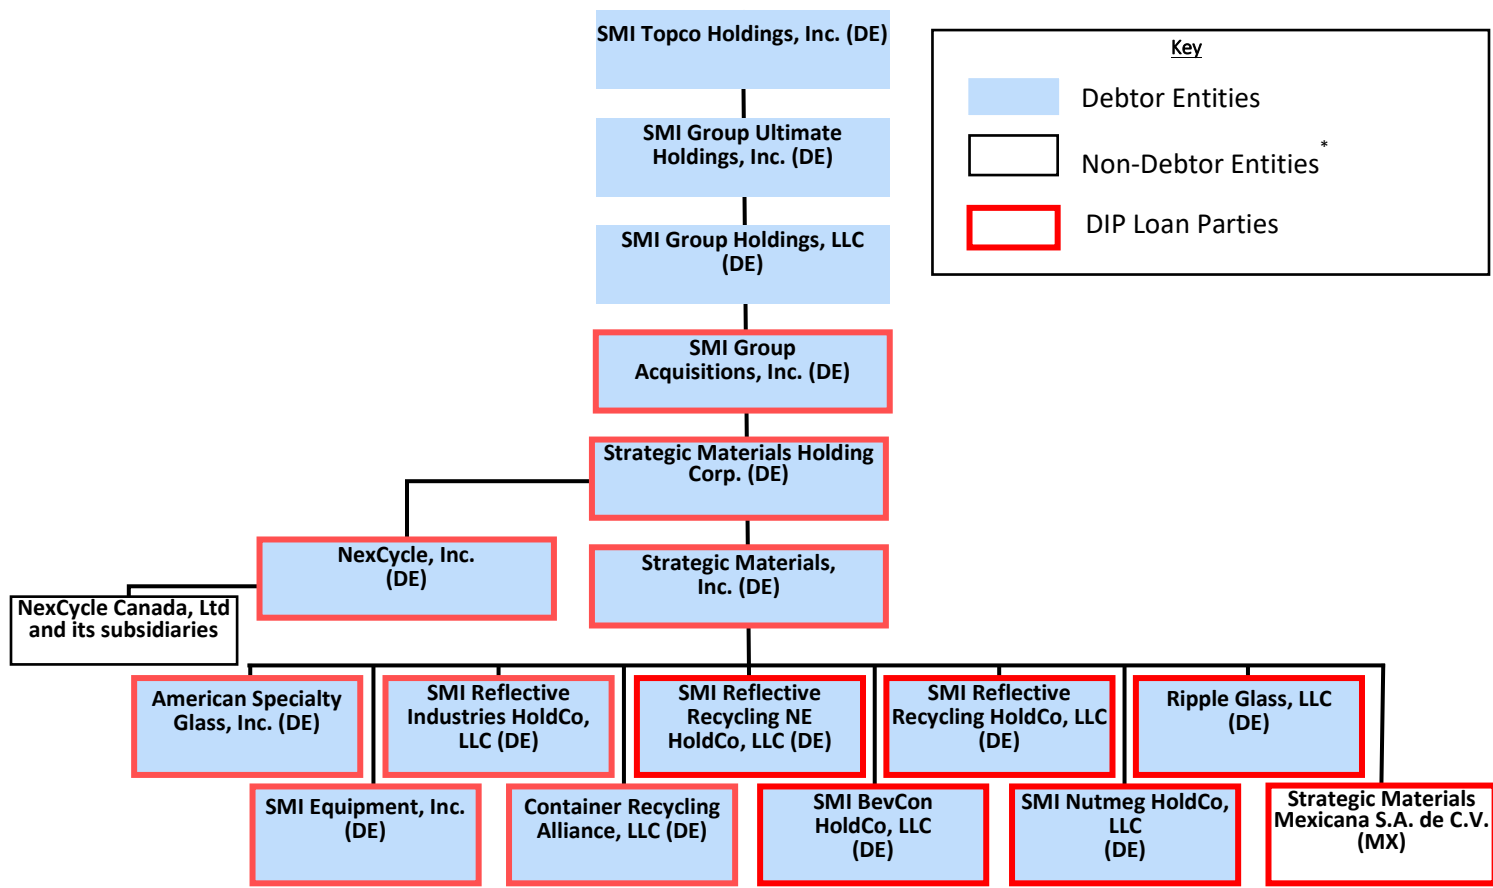 SMI Topco Holdings, Inc. (DE)
Key
Debtor Entities
Non-Debtor Entities*
DIP Loan Parties
SMI Group Ultimate
Holdings, Inc. (DE)
SMI Group Holdings, LLC
(DE)
SMI Group
Acquisitions, Inc. (DE)
Strategic Materials Holding
Corp. (DE)
NexCycle, Inc.
(DE)
Strategic Materials,
Inc. (DE)
NexCycle Canada, Ltd
and its subsidiaries
American Specialty
Glass, Inc. (DE)
SMI Reflective
Industries HoldCo,
LLC (DE)
SMI Reflective
Recycling NE
HoldCo, LLC (DE)
SMI Reflective
Recycling HoldCo, LLC
(DE)
Ripple Glass, LLC
(DE)
SMI Equipment, Inc.
(DE)
Container Recycling
Alliance, LLC (DE)
SMI BevCon
HoldCo, LLC
(DE)
SMI Nutmeg HoldCo,
LLC
(DE)
Strategic Materials
Mexicana S.A. de C.V.
(MX)